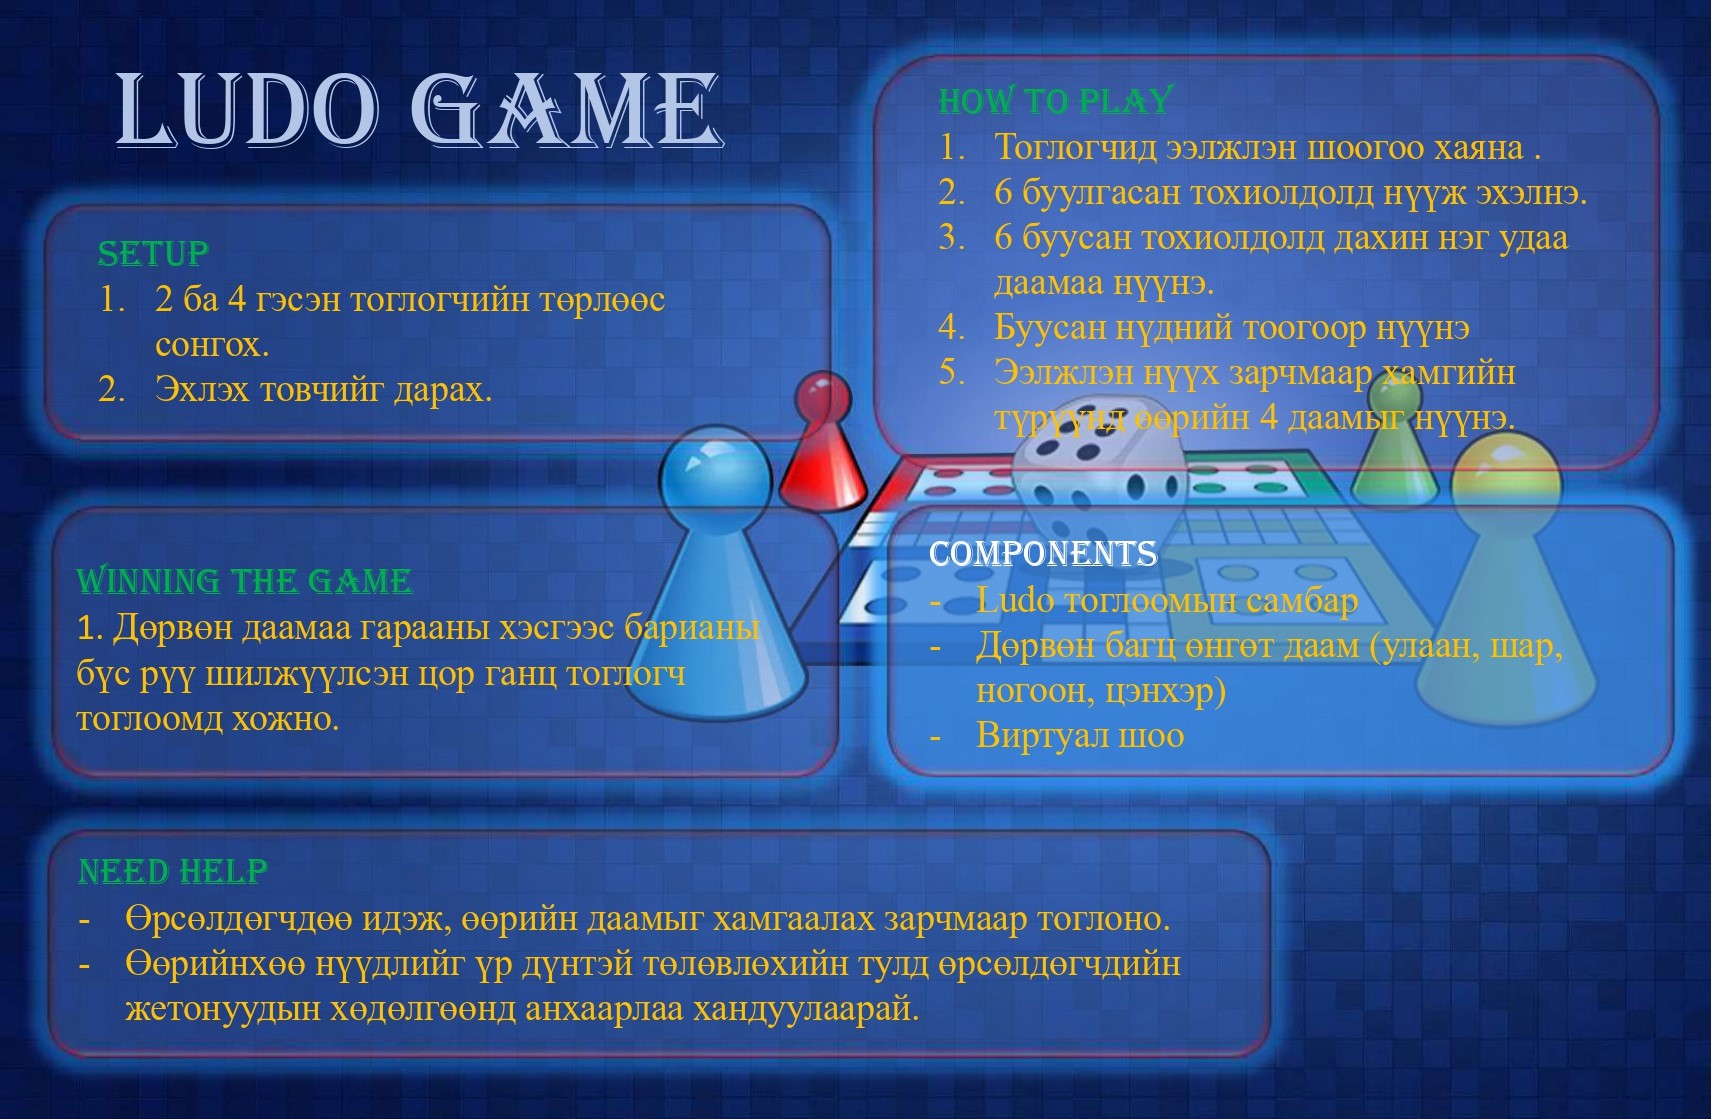 LUDO GAME
SETUP
1. 2 ба 4 гэсэн тоглогчийн төрлөөс
сонгох.
2. Эхлэх товчийг дарах.
HOW TO PLAY
1. Тоглогчид ээлжлэн шоогоо хаяна .
2. 6 буулгасан тохиолдолд нүүж эхэлнэ.
3. 6 буусан тохиолдолд дахин нэг удаа
даамаа нүүнэ.
4. Буусан нүдний тоогоор нүүнэ
5. Ээлжлэн нүүх зарчмаар хамгийн
түрүүнд өөрийн 4 даамыг нүүнэ.
WINNING THE GAME
1. Дөрвөн даамаа гарааны хэсгээс барианы
бүс рүү шилжүүлсэн цор ганц тоглогч
тоглоомд хожно.
COMPONENTS
- Ludo тоглоомын самбар
- Дөрвөн багц өнгөт даам (улаан, шар,
ногоон, цэнхэр)
- Виртуал шоо
NEED HELP
- Өрсөлдөгчдөө идэж, өөрийн даамыг хамгаалах зарчмаар тоглоно.
- Өөрийнхөө нүүдлийг үр дүнтэй төлөвлөхийн тулд өрсөлдөгчдийн
жетонуудын хөдөлгөөнд анхаарлаа хандуулаарай.